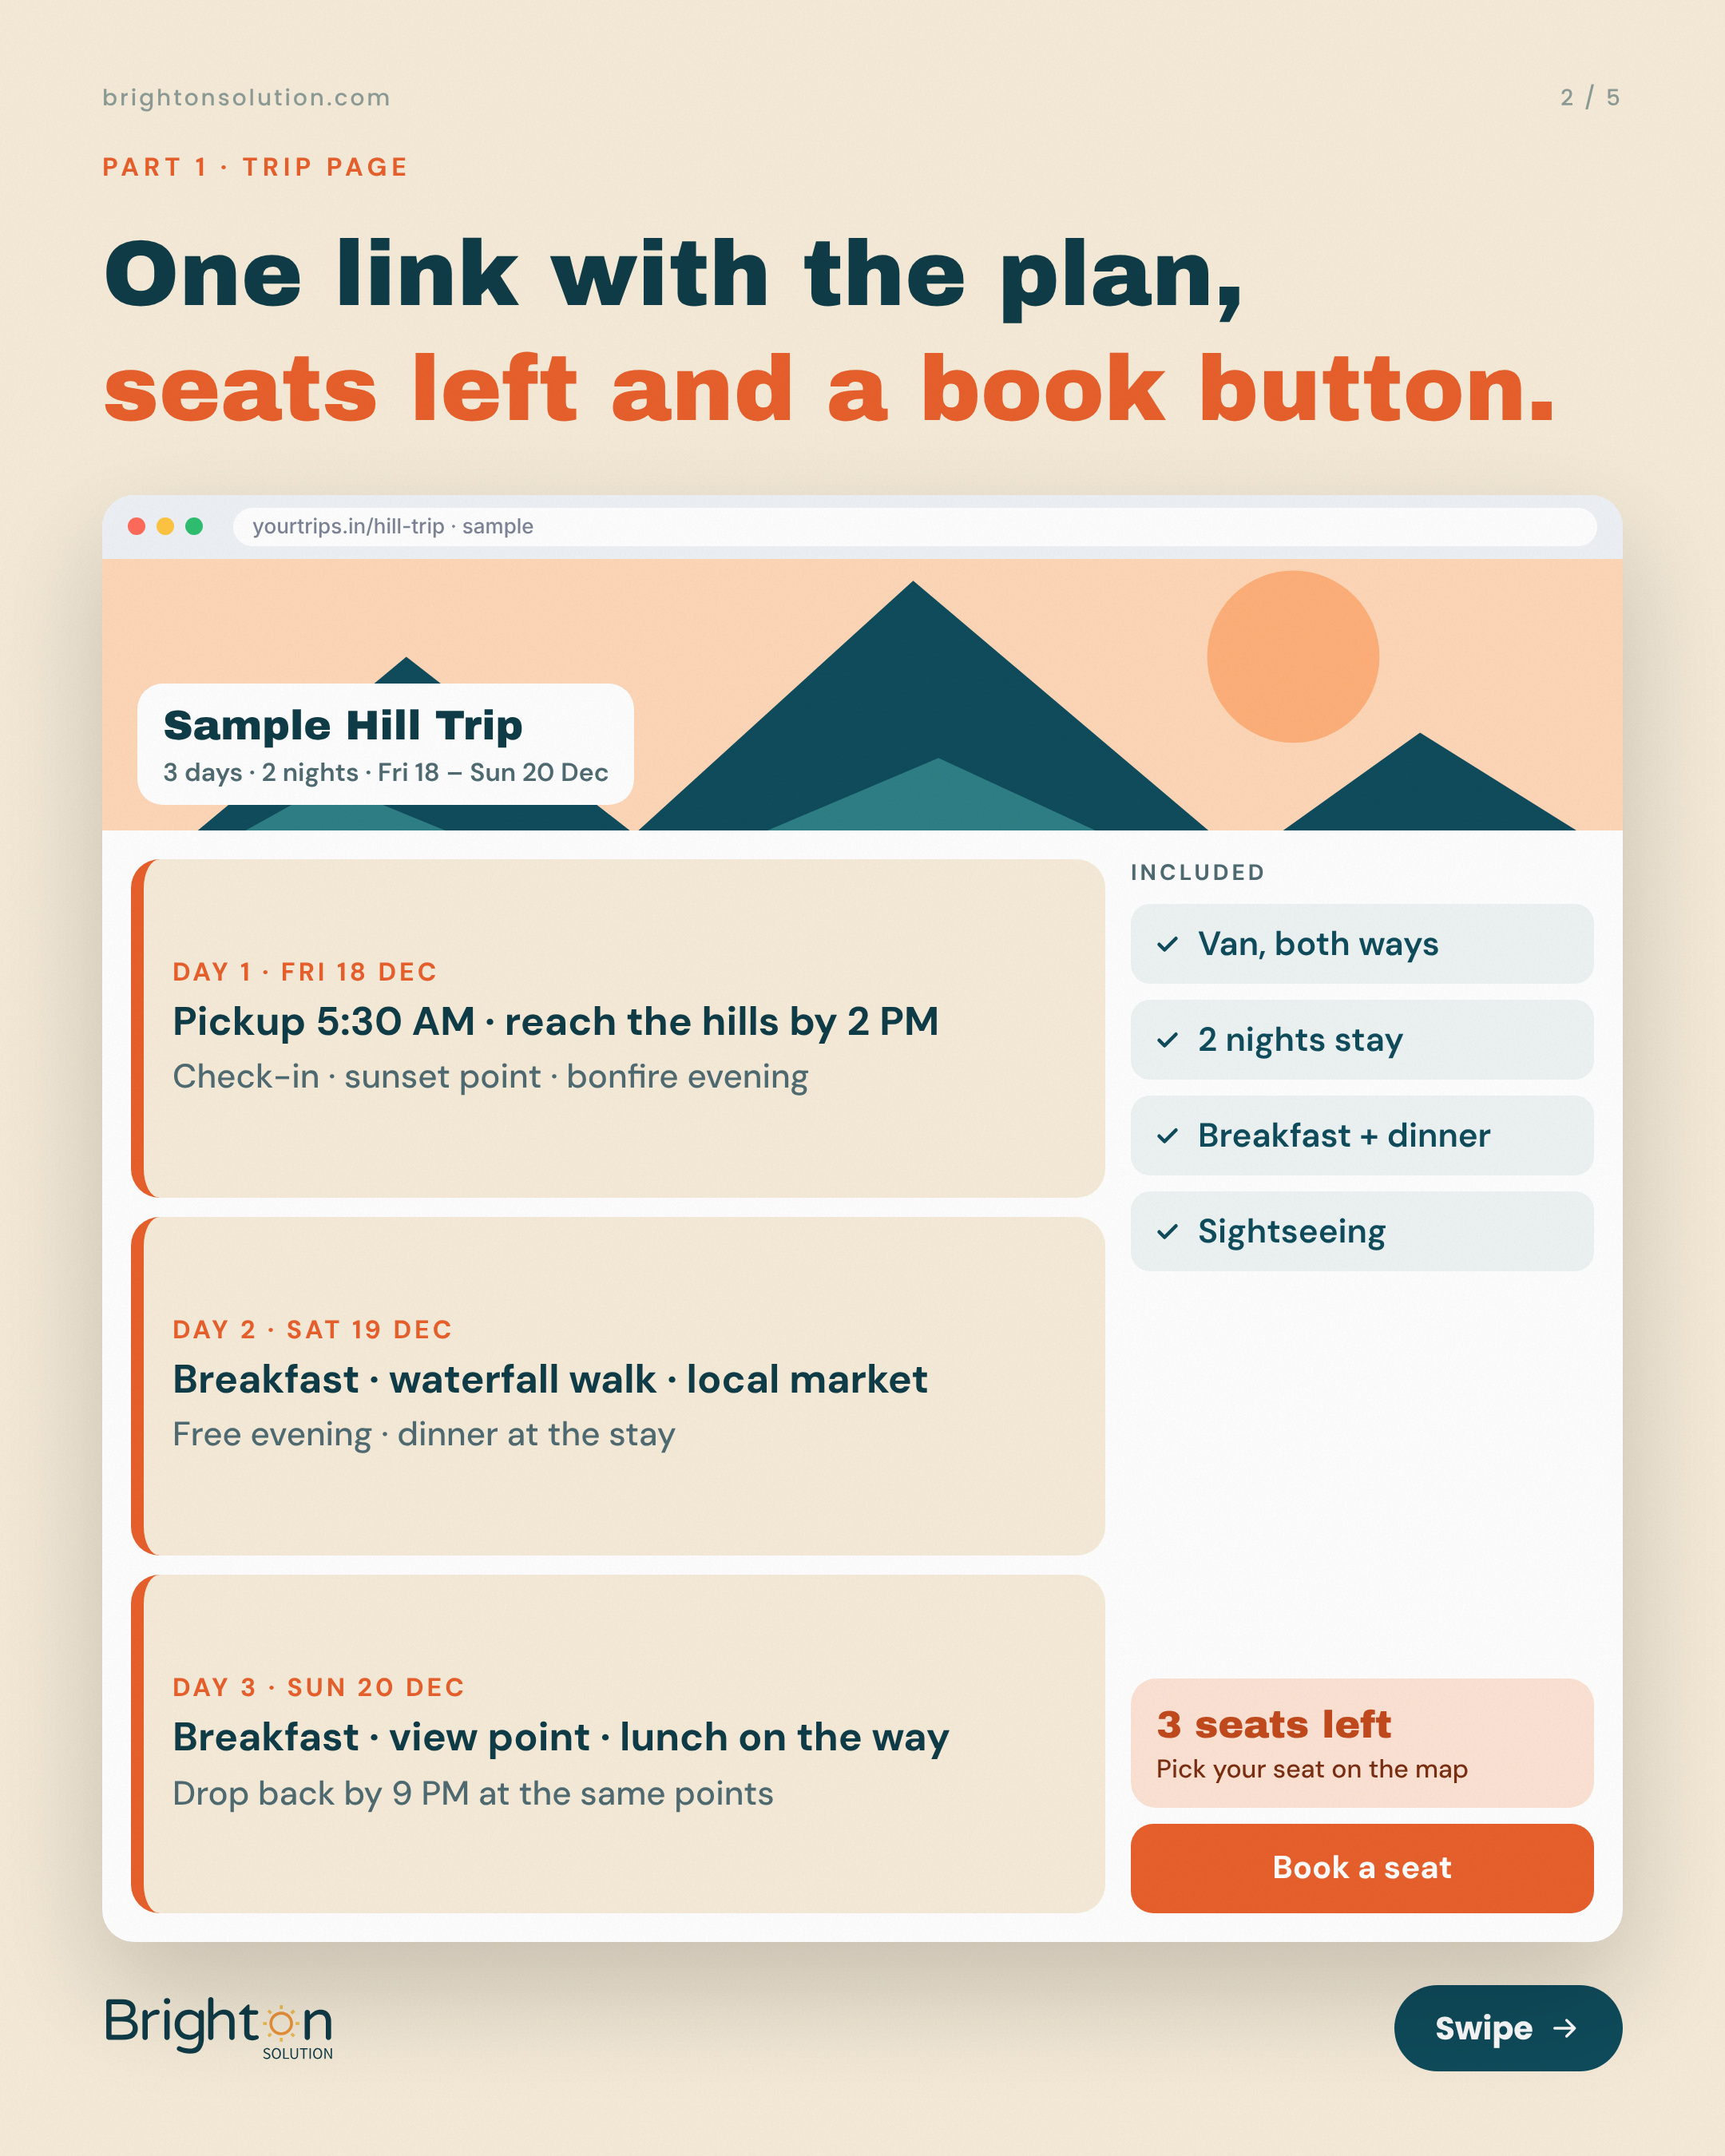 brightonsolution.com
2 / 5
PART 1 · TRIP PAGE
One link with the plan,
seats left and a book button.
yourtrips.in/hill-trip · sample
Sample Hill Trip
3 days · 2 nights · Fri 18 – Sun 20 Dec
DAY 1 · FRI 18 DEC
Pickup 5:30 AM · reach the hills by 2 PM
Check-in · sunset point · bonfire evening
DAY 2 · SAT 19 DEC
Breakfast · waterfall walk · local market
Free evening · dinner at the stay
DAY 3 · SUN 20 DEC
Breakfast · view point · lunch on the way
Drop back by 9 PM at the same points
INCLUDED
Van, both ways
2 nights stay
Breakfast + dinner
Sightseeing
3 seats left
Pick your seat on the map
Book a seat
Brighton
SOLUTION
Swipe →